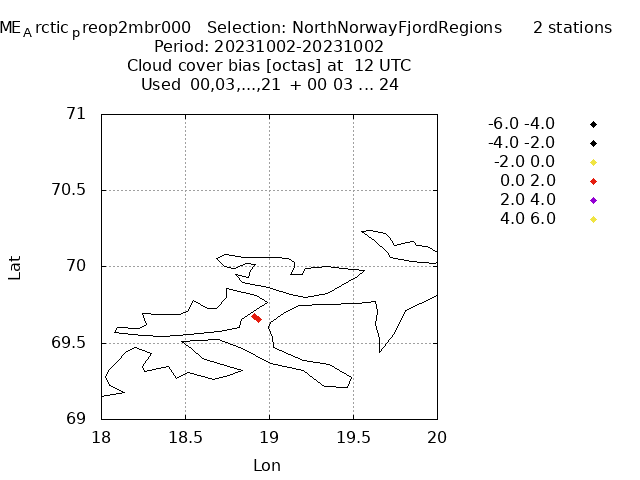 MEArcticpreop2mbr000 Selection: NorthNorwayFjordRegions 2 stations
Period: 20231002-20231002
Cloud cover bias [octas] at 12 UTC
Used 00,03,...,21 + 00 03 ... 24
71
70.5
70
69.5
69
18 18.5 19 19.5 20
Lat
Lon
-6.0 -4.0
-4.0 -2.0
-2.0 0.0
0.0 2.0
2.0 4.0
4.0 6.0